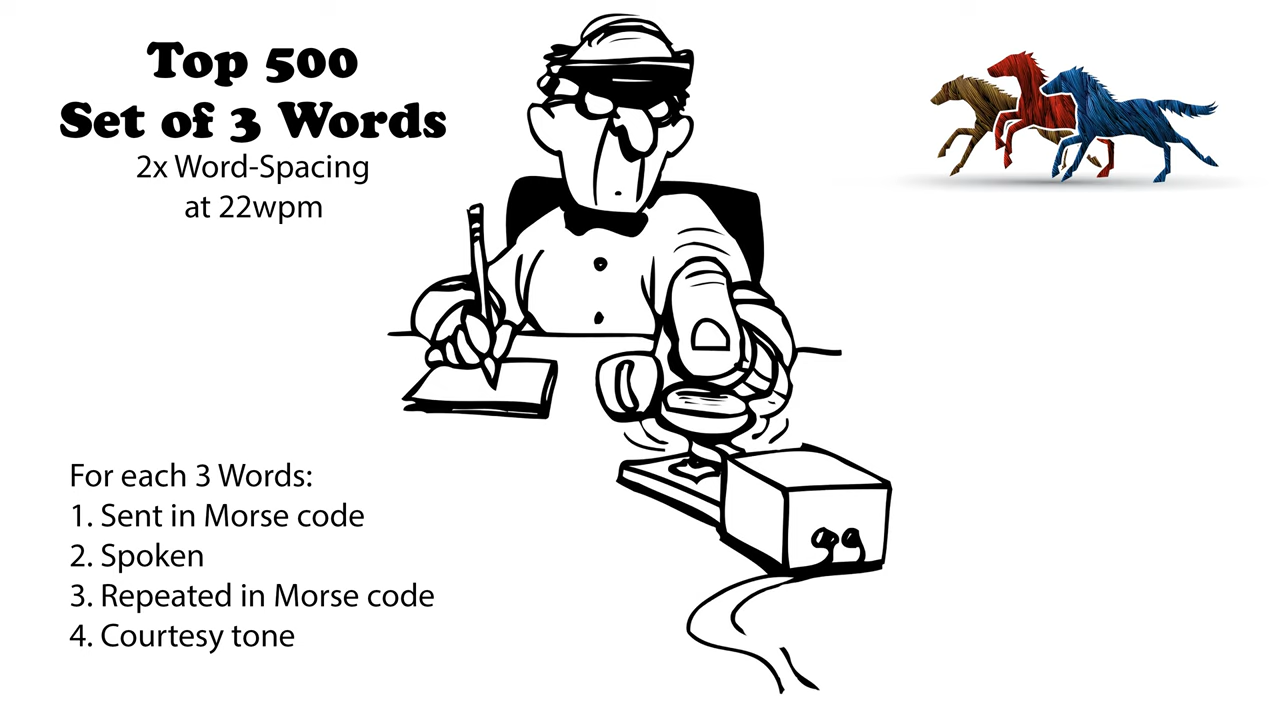 Top 500
Set of 3 Words
2x Word-Spacing
at 22wpm
For each 3 Words:
1. Sent in Morse code
2. Spoken
3. Repeated in Morse code
4. Courtesy tone